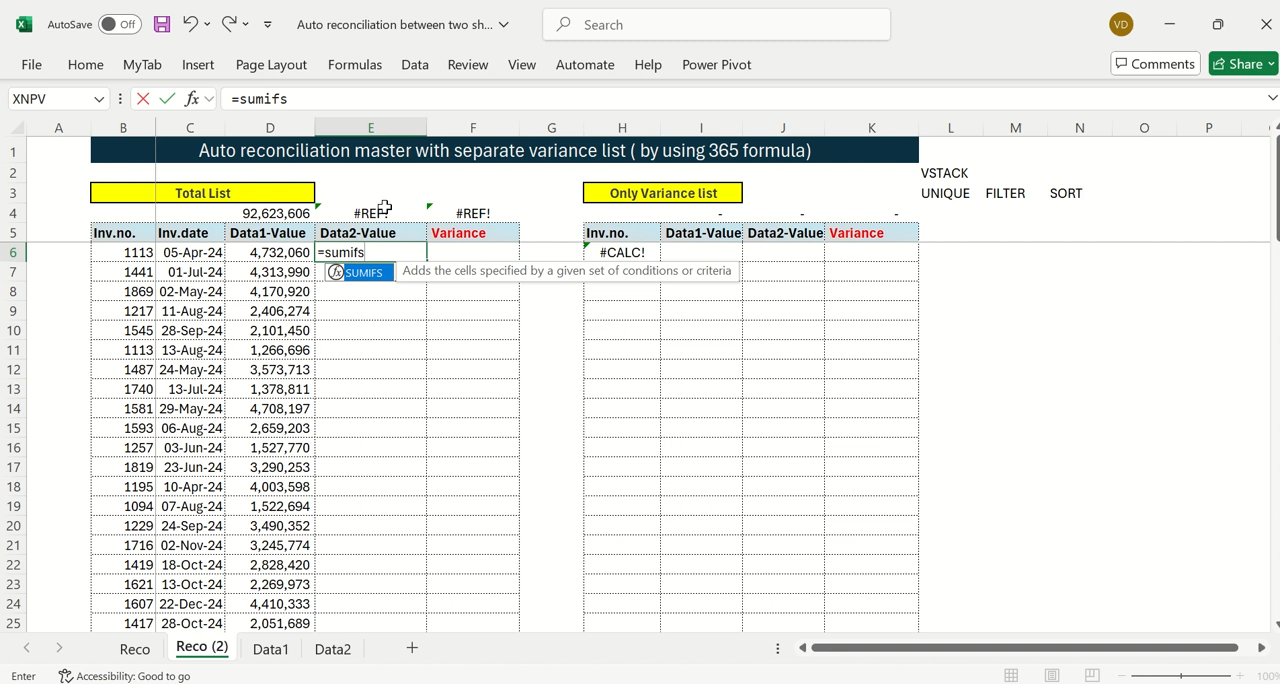 AutoSave Off Auto reconciliation between two sh... Search VD
File Home MyTab Insert Page Layout Formulas Data Review View Automate Help Power Pivot Comments Share
XNPV fx =sumifs
A B C D E F G H I J K L M N O P
1 Auto reconciliation master with separate variance list ( by using 365 formula)
2 VSTACK
3 Total List Only Variance list UNIQUE FILTER SORT
4 92,623,606 #REF! #REF! - - -
5 Inv.no. Inv.date Data1-Value Data2-Value Variance Inv.no. Data1-Value Data2-Value Variance
6 1113 05-Apr-24 4,732,060 =sumifs #CALC!
7 1441 01-Jul-24 4,313,990 fx SUMIFS Adds the cells specified by a given set of conditions or criteria
8 1869 02-May-24 4,170,920
9 1217 11-Aug-24 2,406,274
10 1545 28-Sep-24 2,101,450
11 1113 13-Aug-24 1,266,696
12 1487 24-May-24 3,573,713
13 1740 13-Jul-24 1,378,811
14 1581 29-May-24 4,708,197
15 1593 06-Aug-24 2,659,203
16 1257 03-Jun-24 1,527,770
17 1819 23-Jun-24 3,290,253
18 1195 10-Apr-24 4,003,598
19 1094 07-Aug-24 1,522,694
20 1229 24-Sep-24 3,490,352
21 1716 02-Nov-24 3,245,774
22 1419 18-Oct-24 2,828,420
23 1621 13-Oct-24 2,269,973
24 1607 22-Dec-24 4,410,333
25 1417 28-Oct-24 2,051,689
Reco Reco (2) Data1 Data2
Enter Accessibility: Good to go 100%